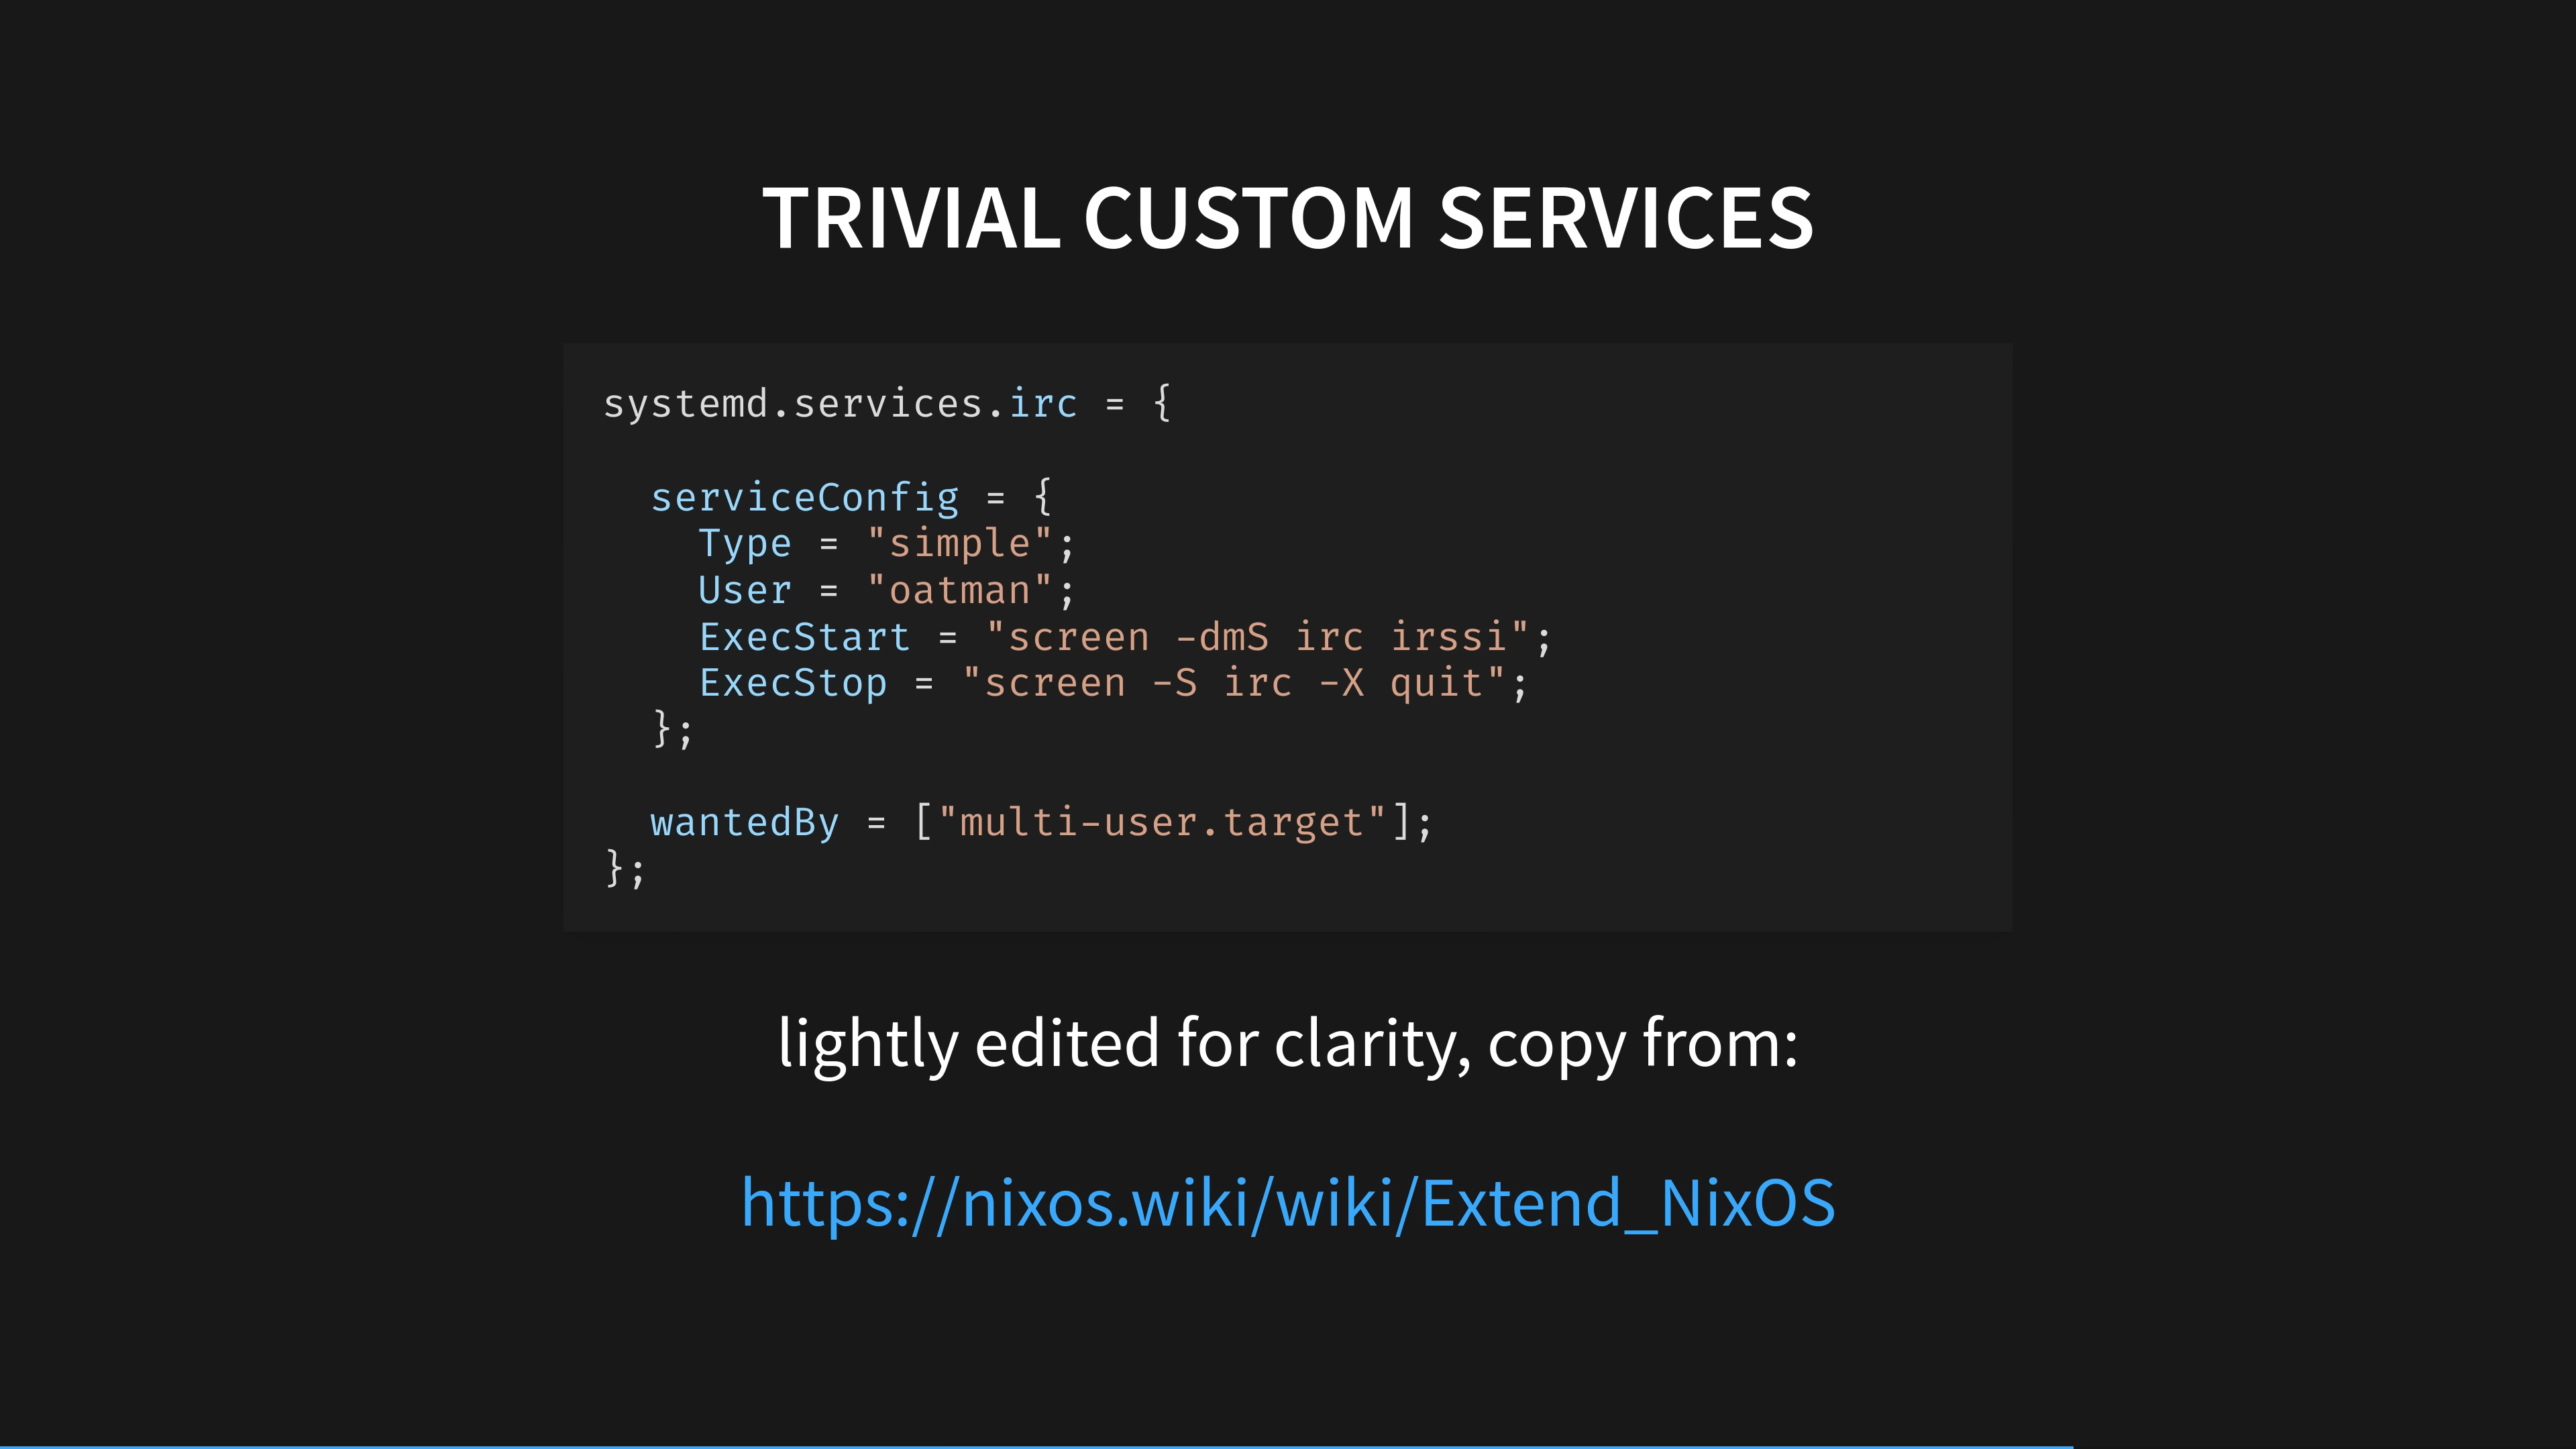 TRIVIAL CUSTOM SERVICES
systemd.services.irc = {
serviceConfig = {
Type = "simple";
User = "oatman";
ExecStart = "screen -dmS irc irssi";
ExecStop = "screen -S irc -X quit";
};
wantedBy = ["multi-user.target"];
};
lightly edited for clarity, copy from:
https://nixos.wiki/wiki/Extend_NixOS